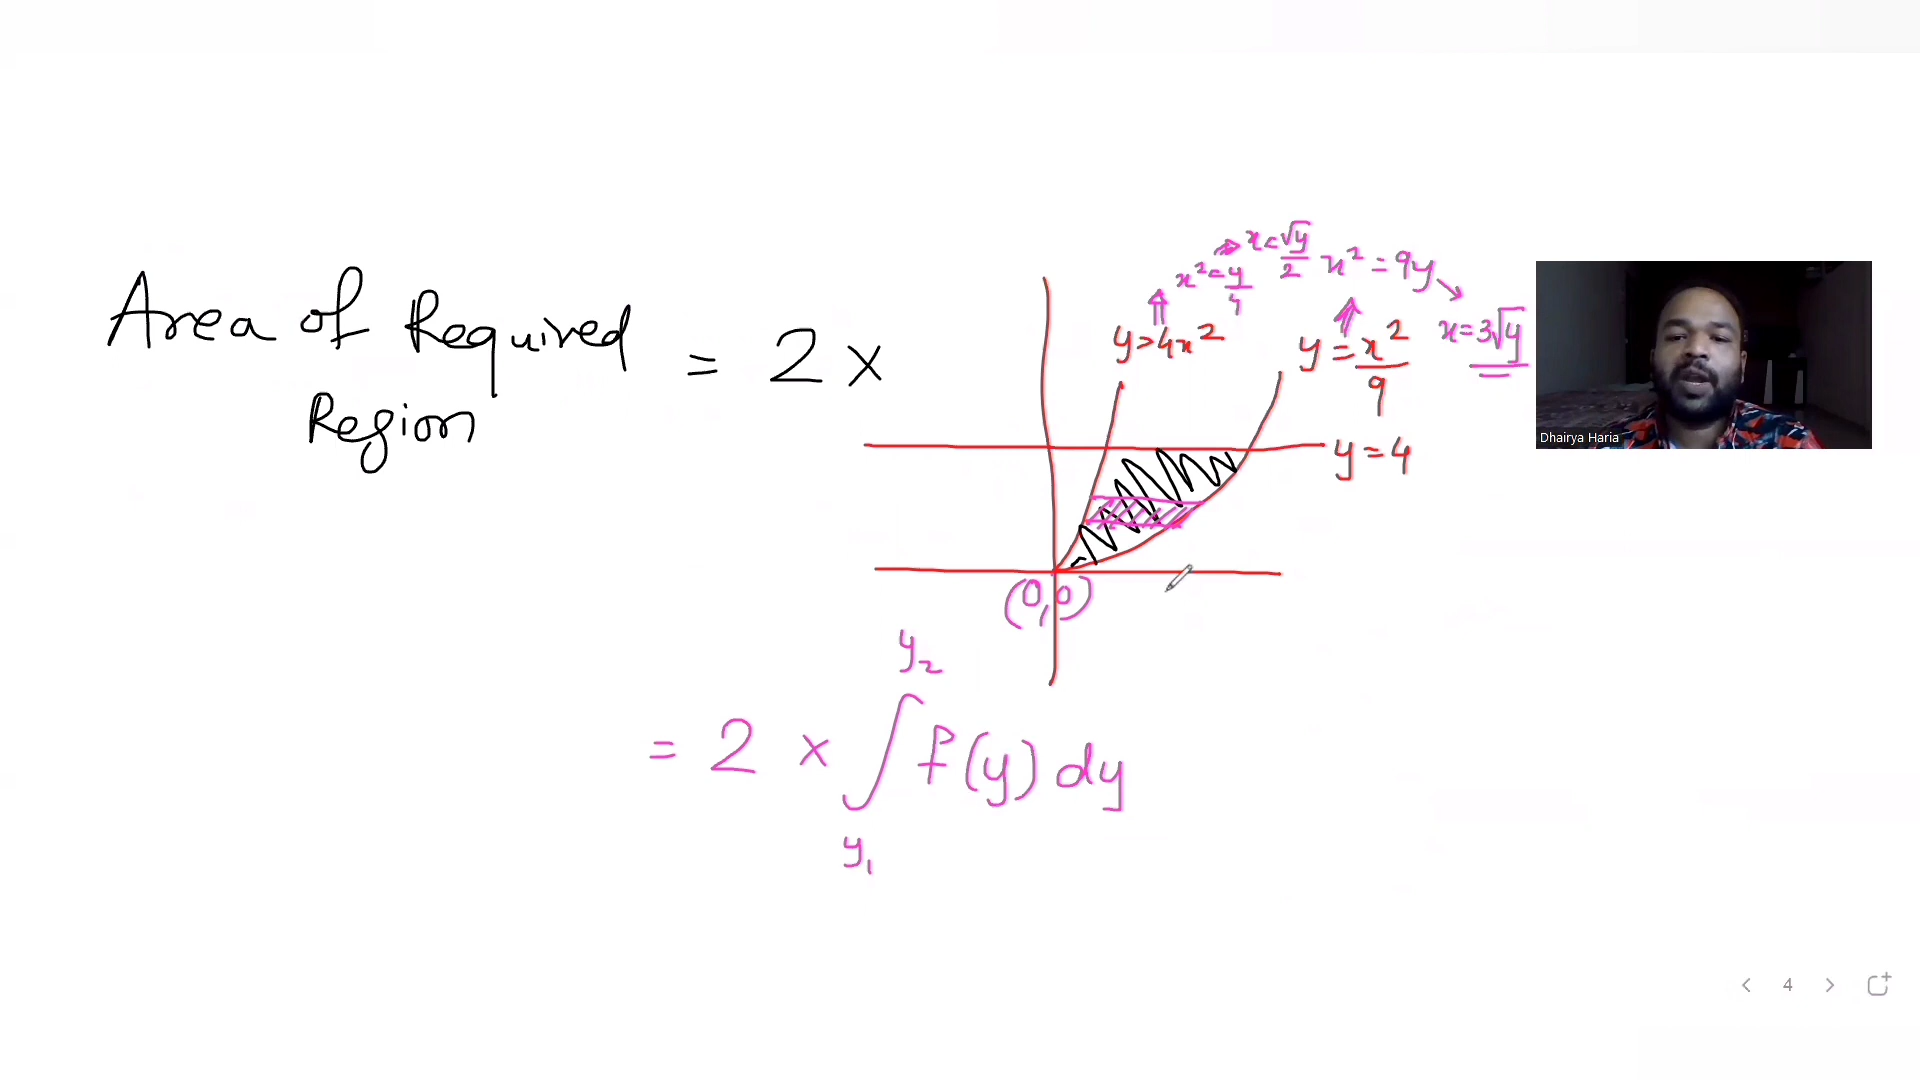 Area of Required
Region
= 2 ×
x = √y/2
x² = y/4
x² = 9y
x = 3√y
y = 4x²
y = x²/9
y = 4
(0,0)
= 2 × ∫ f(y) dy
y₂
y₁
Dhairya Haria
4